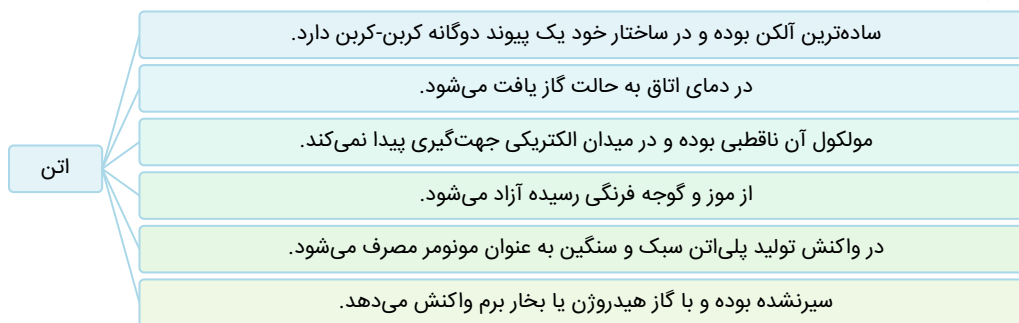 ساده‌ترین آلکن بوده و در ساختار خود یک پیوند دوگانه کربن-کربن دارد.
در دمای اتاق به حالت گاز یافت می‌شود.
مولکول آن ناقطبی بوده و در میدان الکتریکی جهت‌گیری پیدا نمی‌کند.
اتن
از موز و گوجه فرنگی رسیده آزاد می‌شود.
در واکنش تولید پلی‌اتن سبک و سنگین به عنوان مونومر مصرف می‌شود.
سیرنشده بوده و با گاز هیدروژن یا بخار برم واکنش می‌دهد.